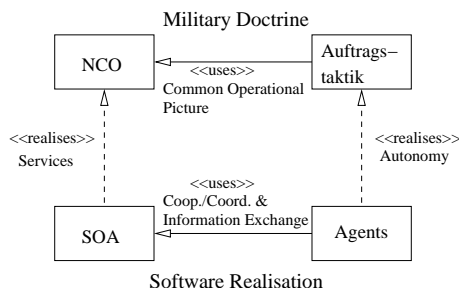 Military Doctrine
NCO
Auftrags–
taktik
<<uses>>
Common Operational
Picture
<<realises>>
Services
<<realises>>
Autonomy
<<uses>>
Coop./Coord. &
Information Exchange
SOA
Agents
Software Realisation